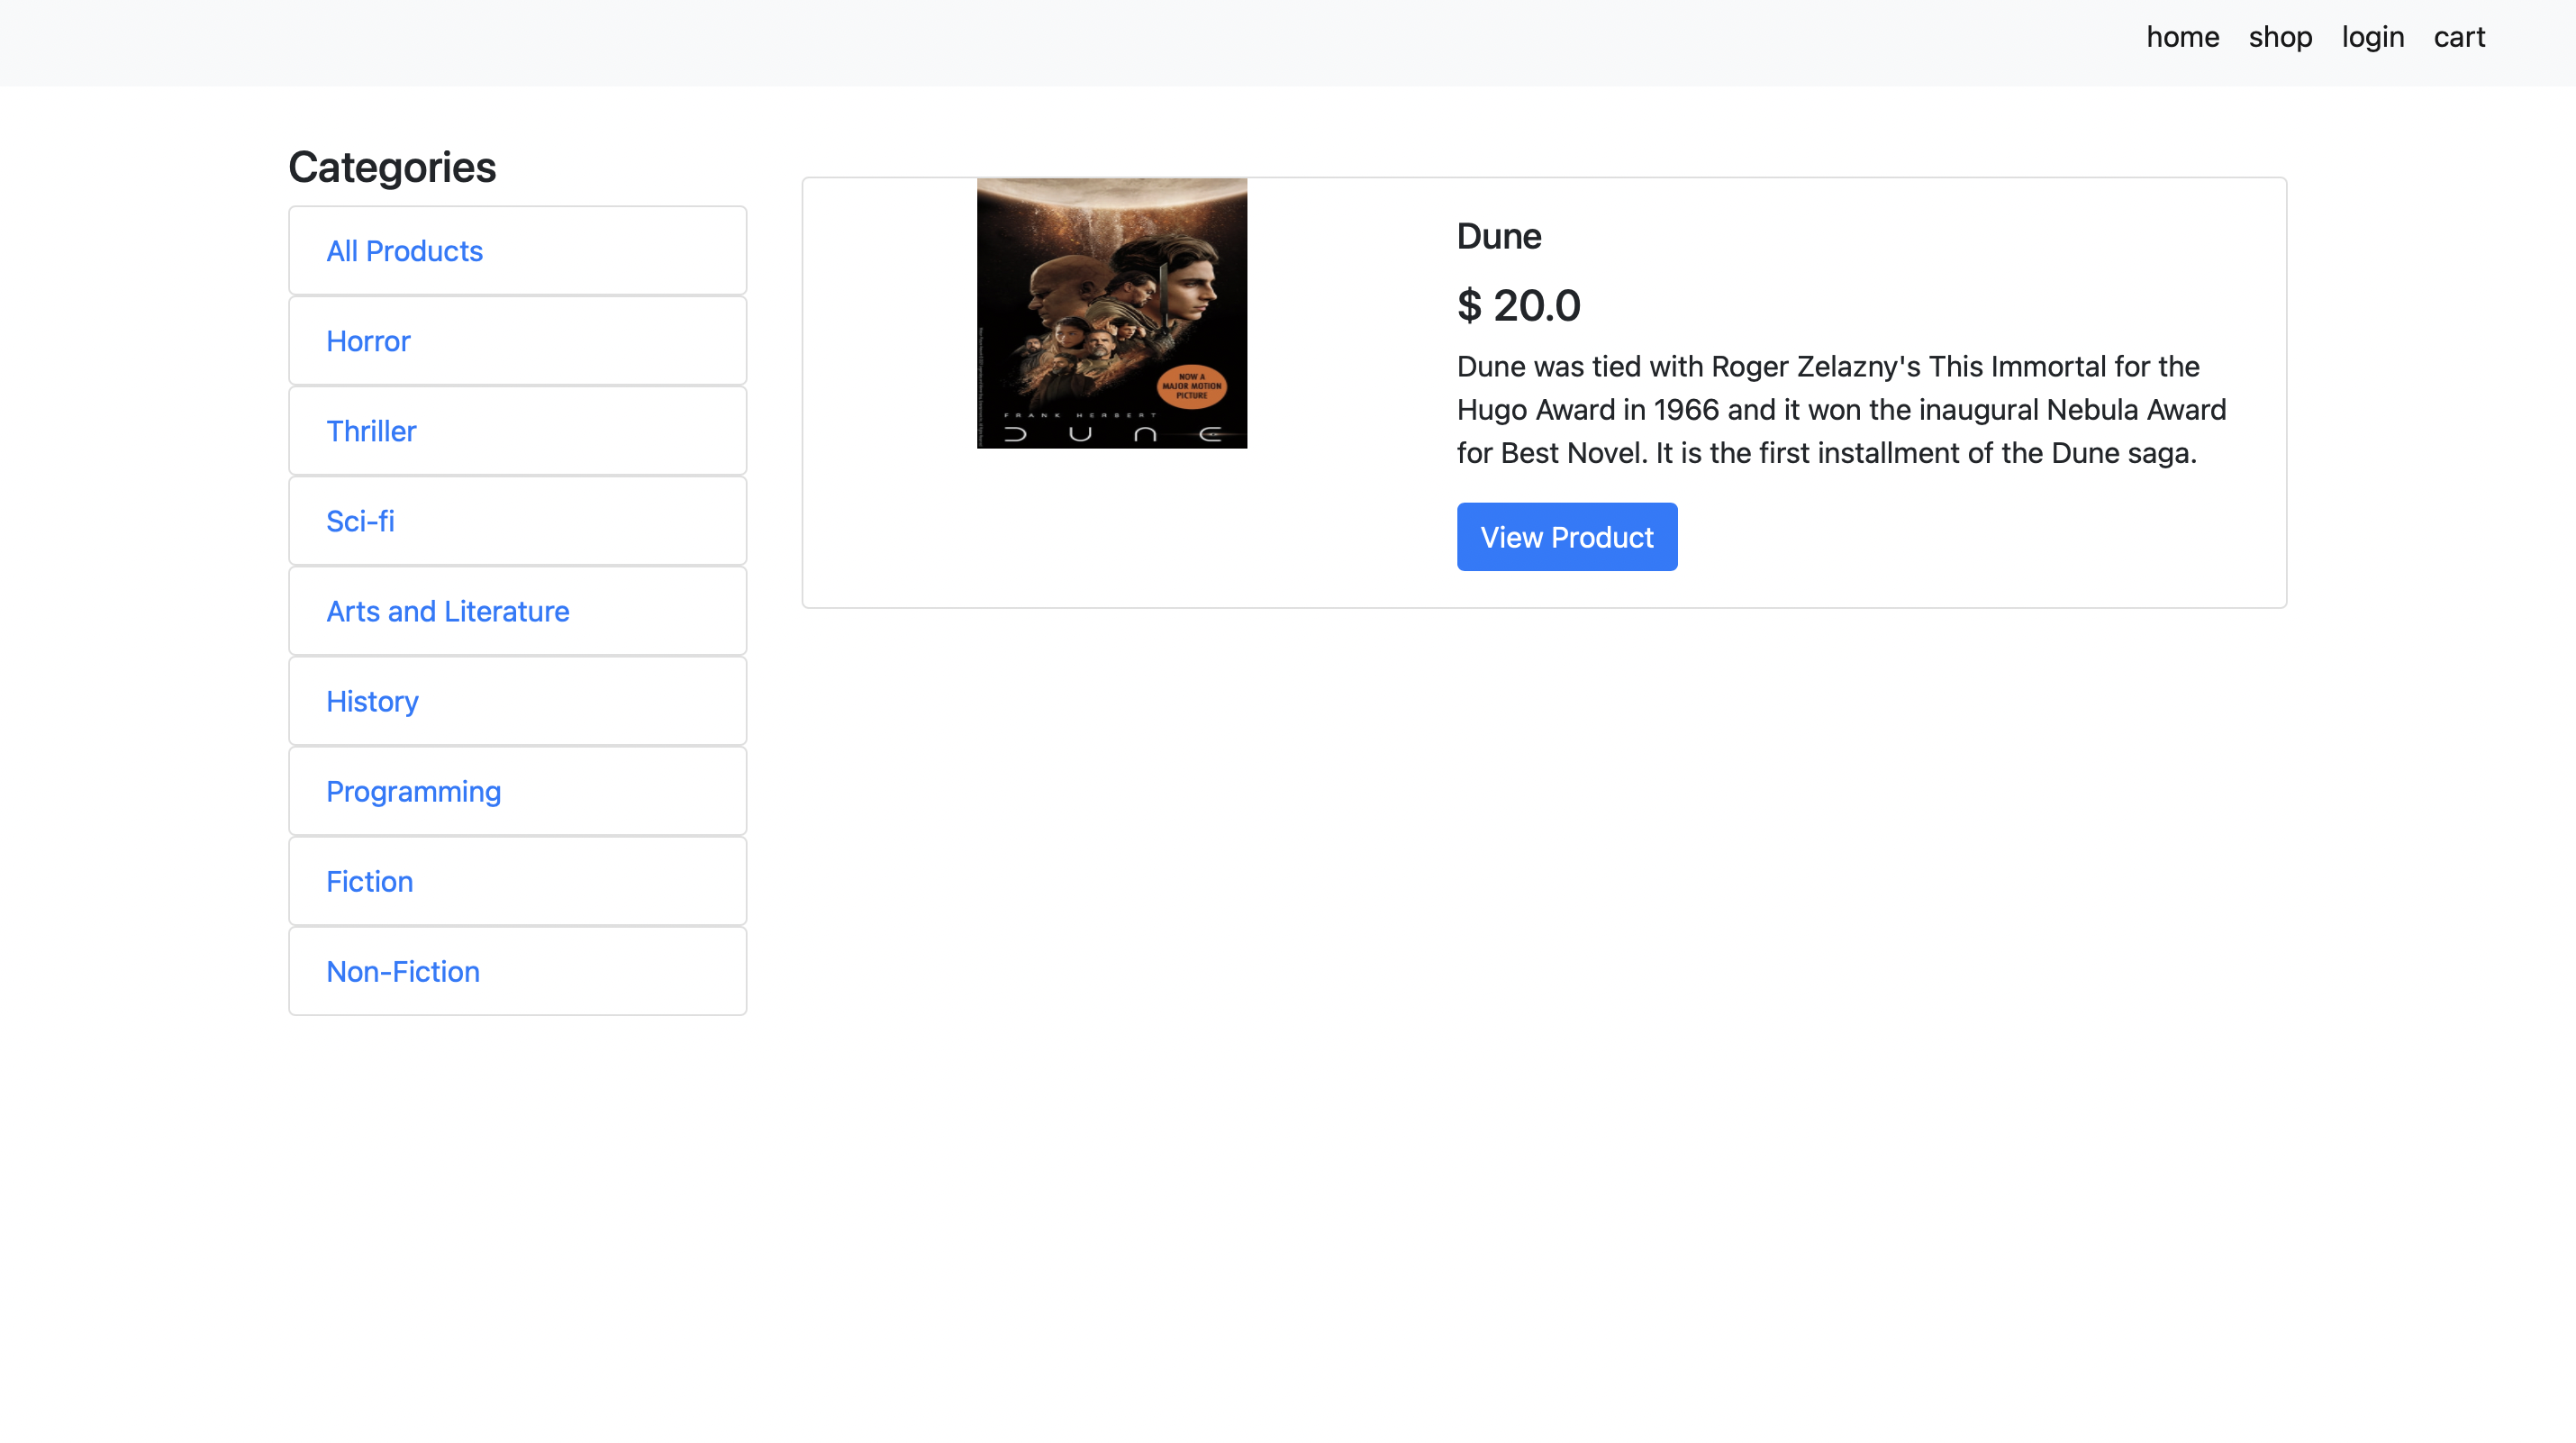 home shop login cart
Categories
All Products
Horror
Thriller
Sci-fi
Arts and Literature
History
Programming
Fiction
Non-Fiction
NOW A
MAJOR MOTION
PICTURE
FRANK HERBERT
DUNE
Dune
$ 20.0
Dune was tied with Roger Zelazny's This Immortal for the
Hugo Award in 1966 and it won the inaugural Nebula Award
for Best Novel. It is the first installment of the Dune saga.
View Product